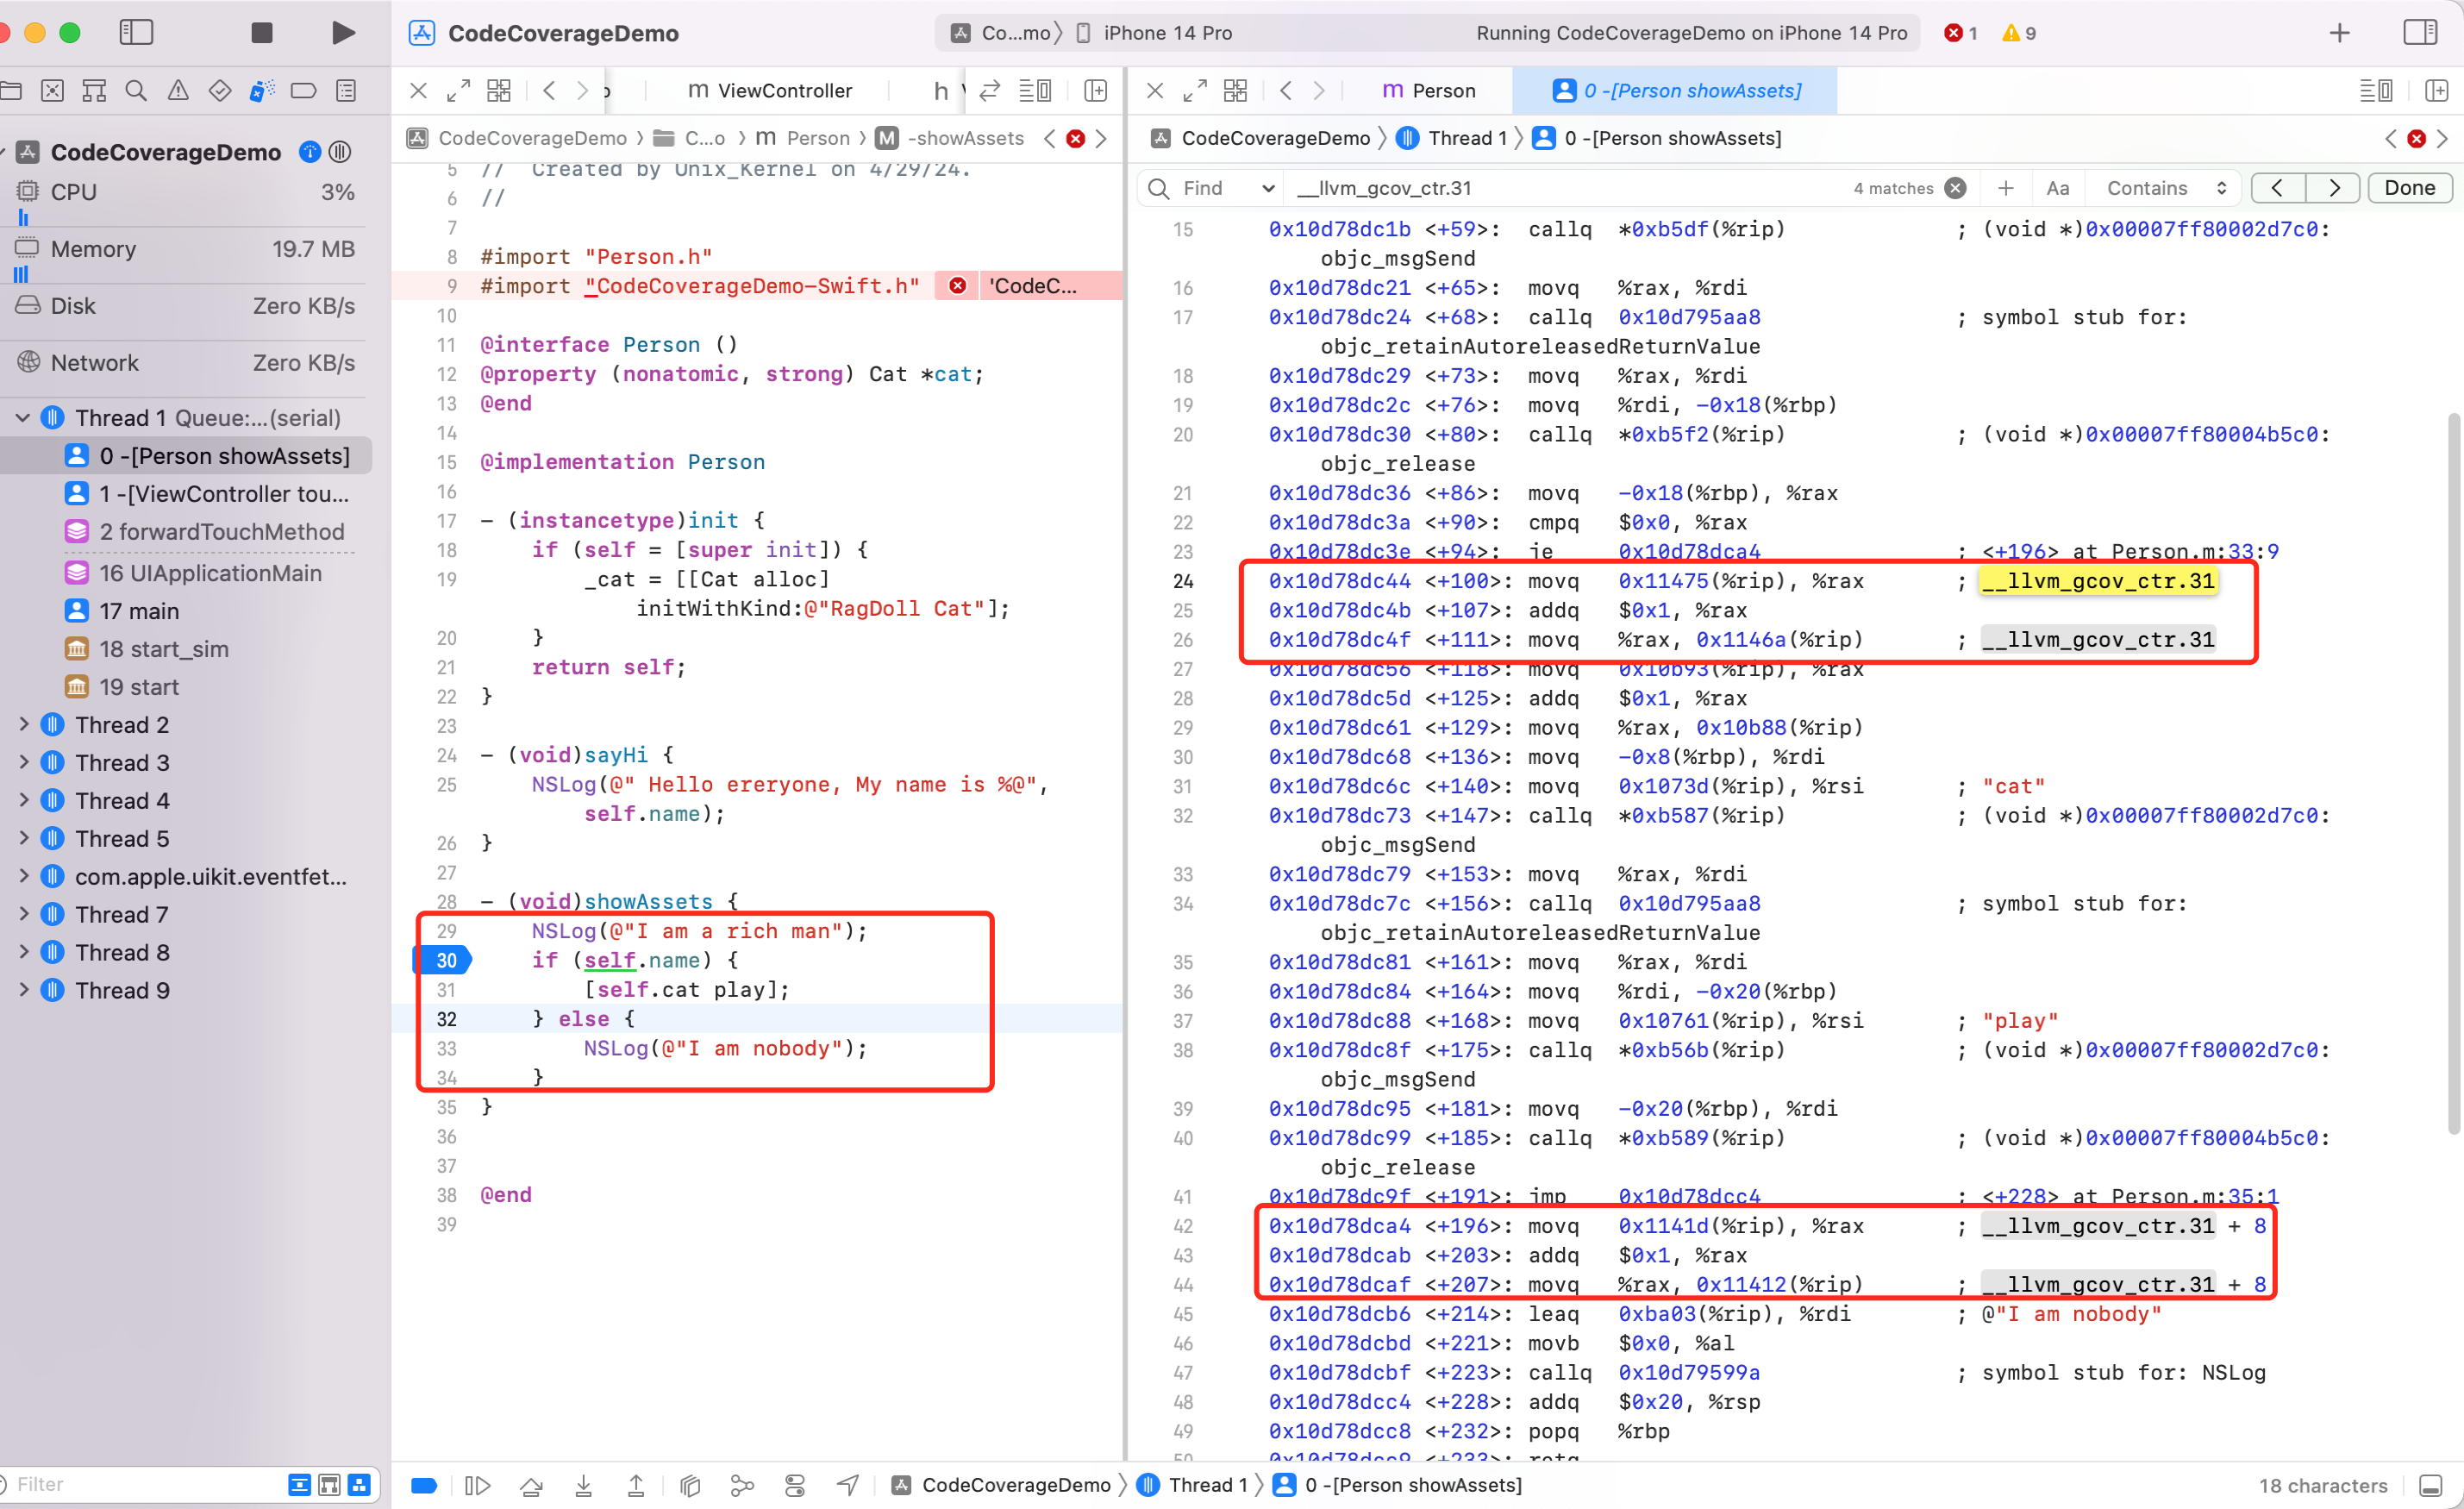 CodeCoverageDemo
Co...mo〉 iPhone 14 Pro
Running CodeCoverageDemo on iPhone 14 Pro
1
9
m ViewController
h
m Person
0 -[Person showAssets]
CodeCoverageDemo
CPU 3%
Memory 19.7 MB
Disk Zero KB/s
Network Zero KB/s
Thread 1 Queue:...(serial)
0 -[Person showAssets]
1 -[ViewController tou...
2 forwardTouchMethod
16 UIApplicationMain
17 main
18 start_sim
19 start
Thread 2
Thread 3
Thread 4
Thread 5
com.apple.uikit.eventfet...
Thread 7
Thread 8
Thread 9
Filter
CodeCoverageDemo 〉 C...o 〉 m Person 〉 M -showAssets
5 //  Created by Unix_Kernel on 4/29/24.
6 //
7
8 #import "Person.h"
9 #import "CodeCoverageDemo-Swift.h" 'CodeC...
10
11 @interface Person ()
12 @property (nonatomic, strong) Cat *cat;
13 @end
14
15 @implementation Person
16
17 - (instancetype)init {
18 if (self = [super init]) {
19 _cat = [[Cat alloc]
initWithKind:@"RagDoll Cat"];
20 }
21 return self;
22 }
23
24 - (void)sayHi {
25 NSLog(@" Hello ereryone, My name is %@",
self.name);
26 }
27
28 - (void)showAssets {
29 NSLog(@"I am a rich man");
30 if (self.name) {
31 [self.cat play];
32 } else {
33 NSLog(@"I am nobody");
34 }
35 }
36
37
38 @end
39
CodeCoverageDemo 〉 Thread 1 〉 0 -[Person showAssets]
Find __llvm_gcov_ctr.31 4 matches + Aa Contains Done
15 0x10d78dc1b <+59>: callq *0xb5df(%rip) ; (void *)0x00007ff80002d7c0:
objc_msgSend
16 0x10d78dc21 <+65>: movq %rax, %rdi
17 0x10d78dc24 <+68>: callq 0x10d795aa8 ; symbol stub for:
objc_retainAutoreleasedReturnValue
18 0x10d78dc29 <+73>: movq %rax, %rdi
19 0x10d78dc2c <+76>: movq %rdi, -0x18(%rbp)
20 0x10d78dc30 <+80>: callq *0xb5f2(%rip) ; (void *)0x00007ff80004b5c0:
objc_release
21 0x10d78dc36 <+86>: movq -0x18(%rbp), %rax
22 0x10d78dc3a <+90>: cmpq $0x0, %rax
23 0x10d78dc3e <+94>: je 0x10d78dca4 ; <+196> at Person.m:33:9
24 0x10d78dc44 <+100>: movq 0x11475(%rip), %rax ; __llvm_gcov_ctr.31
25 0x10d78dc4b <+107>: addq $0x1, %rax
26 0x10d78dc4f <+111>: movq %rax, 0x1146a(%rip) ; __llvm_gcov_ctr.31
27 0x10d78dc56 <+118>: movq 0x10b93(%rip), %rax
28 0x10d78dc5d <+125>: addq $0x1, %rax
29 0x10d78dc61 <+129>: movq %rax, 0x10b88(%rip)
30 0x10d78dc68 <+136>: movq -0x8(%rbp), %rdi
31 0x10d78dc6c <+140>: movq 0x1073d(%rip), %rsi ; "cat"
32 0x10d78dc73 <+147>: callq *0xb587(%rip) ; (void *)0x00007ff80002d7c0:
objc_msgSend
33 0x10d78dc79 <+153>: movq %rax, %rdi
34 0x10d78dc7c <+156>: callq 0x10d795aa8 ; symbol stub for:
objc_retainAutoreleasedReturnValue
35 0x10d78dc81 <+161>: movq %rax, %rdi
36 0x10d78dc84 <+164>: movq %rdi, -0x20(%rbp)
37 0x10d78dc88 <+168>: movq 0x10761(%rip), %rsi ; "play"
38 0x10d78dc8f <+175>: callq *0xb56b(%rip) ; (void *)0x00007ff80002d7c0:
objc_msgSend
39 0x10d78dc95 <+181>: movq -0x20(%rbp), %rdi
40 0x10d78dc99 <+185>: callq *0xb589(%rip) ; (void *)0x00007ff80004b5c0:
objc_release
41 0x10d78dc9f <+191>: jmp 0x10d78dcc4 ; <+228> at Person.m:35:1
42 0x10d78dca4 <+196>: movq 0x1141d(%rip), %rax ; __llvm_gcov_ctr.31 + 8
43 0x10d78dcab <+203>: addq $0x1, %rax
44 0x10d78dcaf <+207>: movq %rax, 0x11412(%rip) ; __llvm_gcov_ctr.31 + 8
45 0x10d78dcb6 <+214>: leaq 0xba03(%rip), %rdi ; @"I am nobody"
46 0x10d78dcbd <+221>: movb $0x0, %al
47 0x10d78dcbf <+223>: callq 0x10d79599a ; symbol stub for: NSLog
48 0x10d78dcc4 <+228>: addq $0x20, %rsp
49 0x10d78dcc8 <+232>: popq %rbp
50 0x10d78dcc9 <+233>: retq
CodeCoverageDemo 〉 Thread 1 〉 0 -[Person showAssets]
18 characters